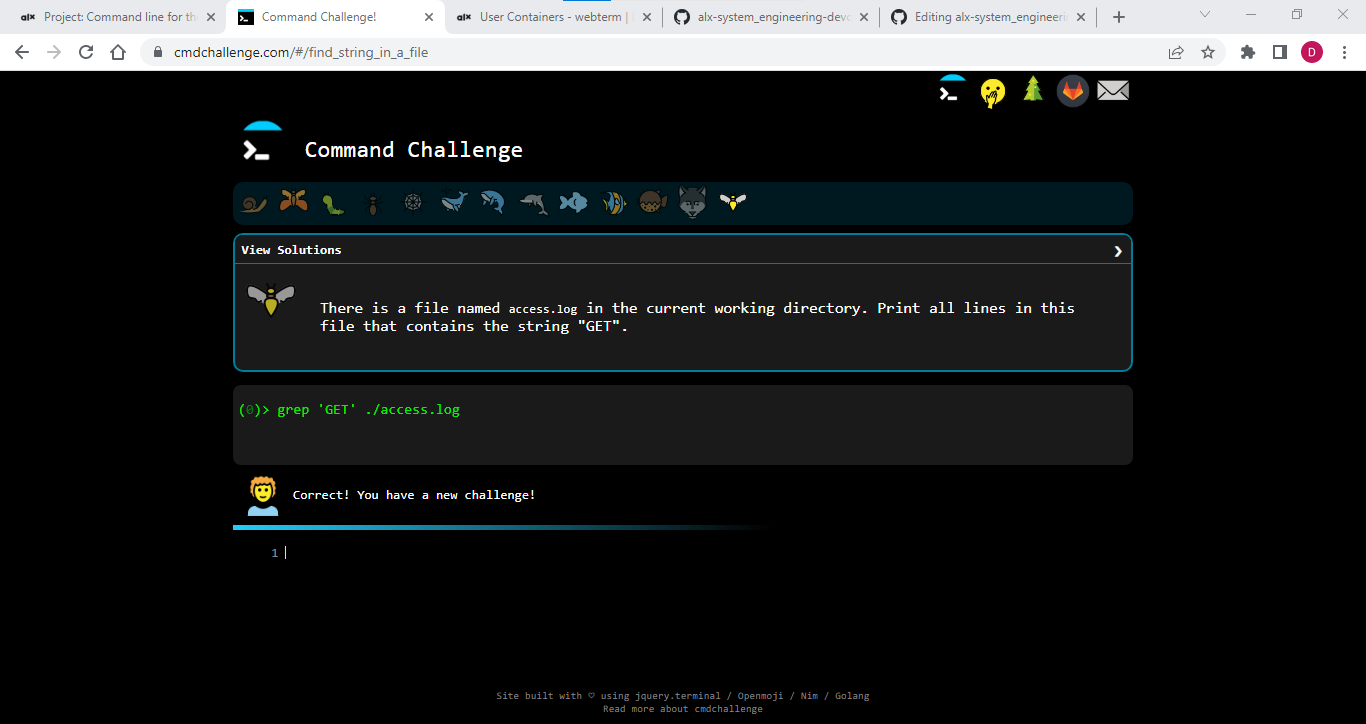 alx Project: Command line for th
Command Challenge!
alx User Containers - webterm |
alx-system_engineering-devo
Editing alx-system_engineeri
cmdchallenge.com/#/find_string_in_a_file
D
Command Challenge
View Solutions
There is a file named access.log in the current working directory. Print all lines in this
file that contains the string "GET".
(0)> grep 'GET' ./access.log
Correct! You have a new challenge!
1
Site built with ♡ using jquery.terminal / Openmoji / Nim / Golang
Read more about cmdchallenge